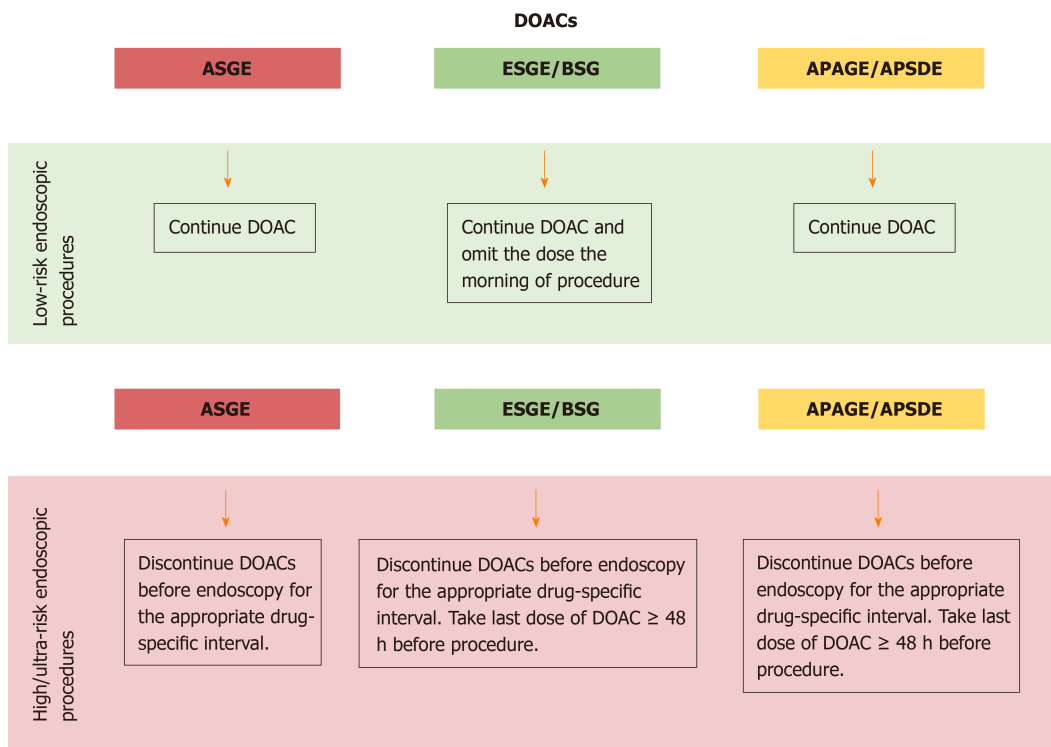 DOACs
ASGE
ESGE/BSG
APAGE/APSDE
Low-risk endoscopic
procedures
Continue DOAC
Continue DOAC and
omit the dose the
morning of procedure
Continue DOAC
ASGE
ESGE/BSG
APAGE/APSDE
High/ultra-risk endoscopic
procedures
Discontinue DOACs
before endoscopy for
the appropriate drug-
specific interval.
Discontinue DOACs before endoscopy
for the appropriate drug-specific
interval. Take last dose of DOAC ≥ 48
h before procedure.
Discontinue DOACs before
endoscopy for the appropriate
drug-specific interval. Take last
dose of DOAC ≥ 48 h before
procedure.